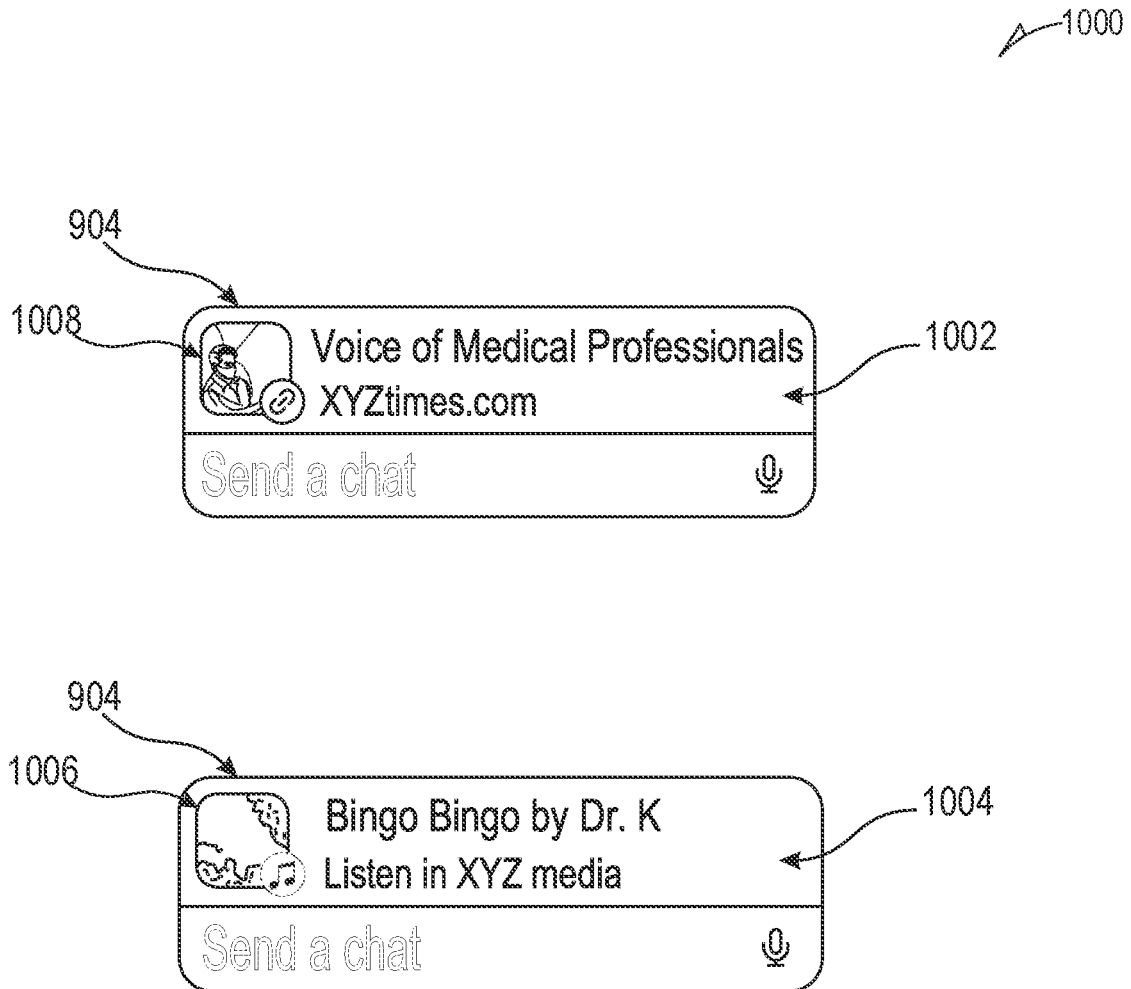 1000
904
1008
Voice of Medical Professionals
1002
XYZtimes.com
Send a chat
904
1006
Bingo Bingo by Dr. K
1004
Listen in XYZ media
Send a chat